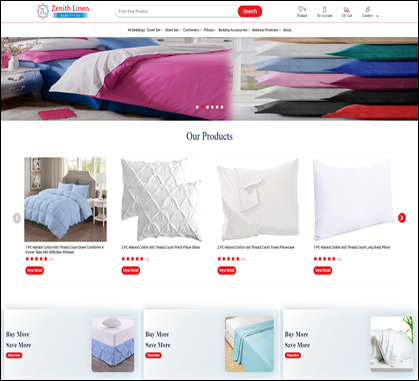 Zenith Linen
India Pvt Ltd
Enter Your Product
Search
Wishlist
My Account
My Cart
Currency
All Beddings Duvet Set Sheet Set Comforters Pillows Bedding Accessories Mattress Protector About
Our Products
1 PC Natural Cotton 600 Thread Count Down Comforter 4
Corner Tabs 300 GSM-Box Stitched
View Detail
2 PC Natural Cotton 600 Thread Count Pinch Pillow Sham
View Detail
2 PC Natural Cotton 600 Thread Count Travel Pillowcase
View Detail
1 PC Natural Cotton 600 Thread Count Long Body Pillow
View Detail
Buy More
Save More
Shop Now
Buy More
Save More
Shop Now
Buy More
Save More
Shop Now